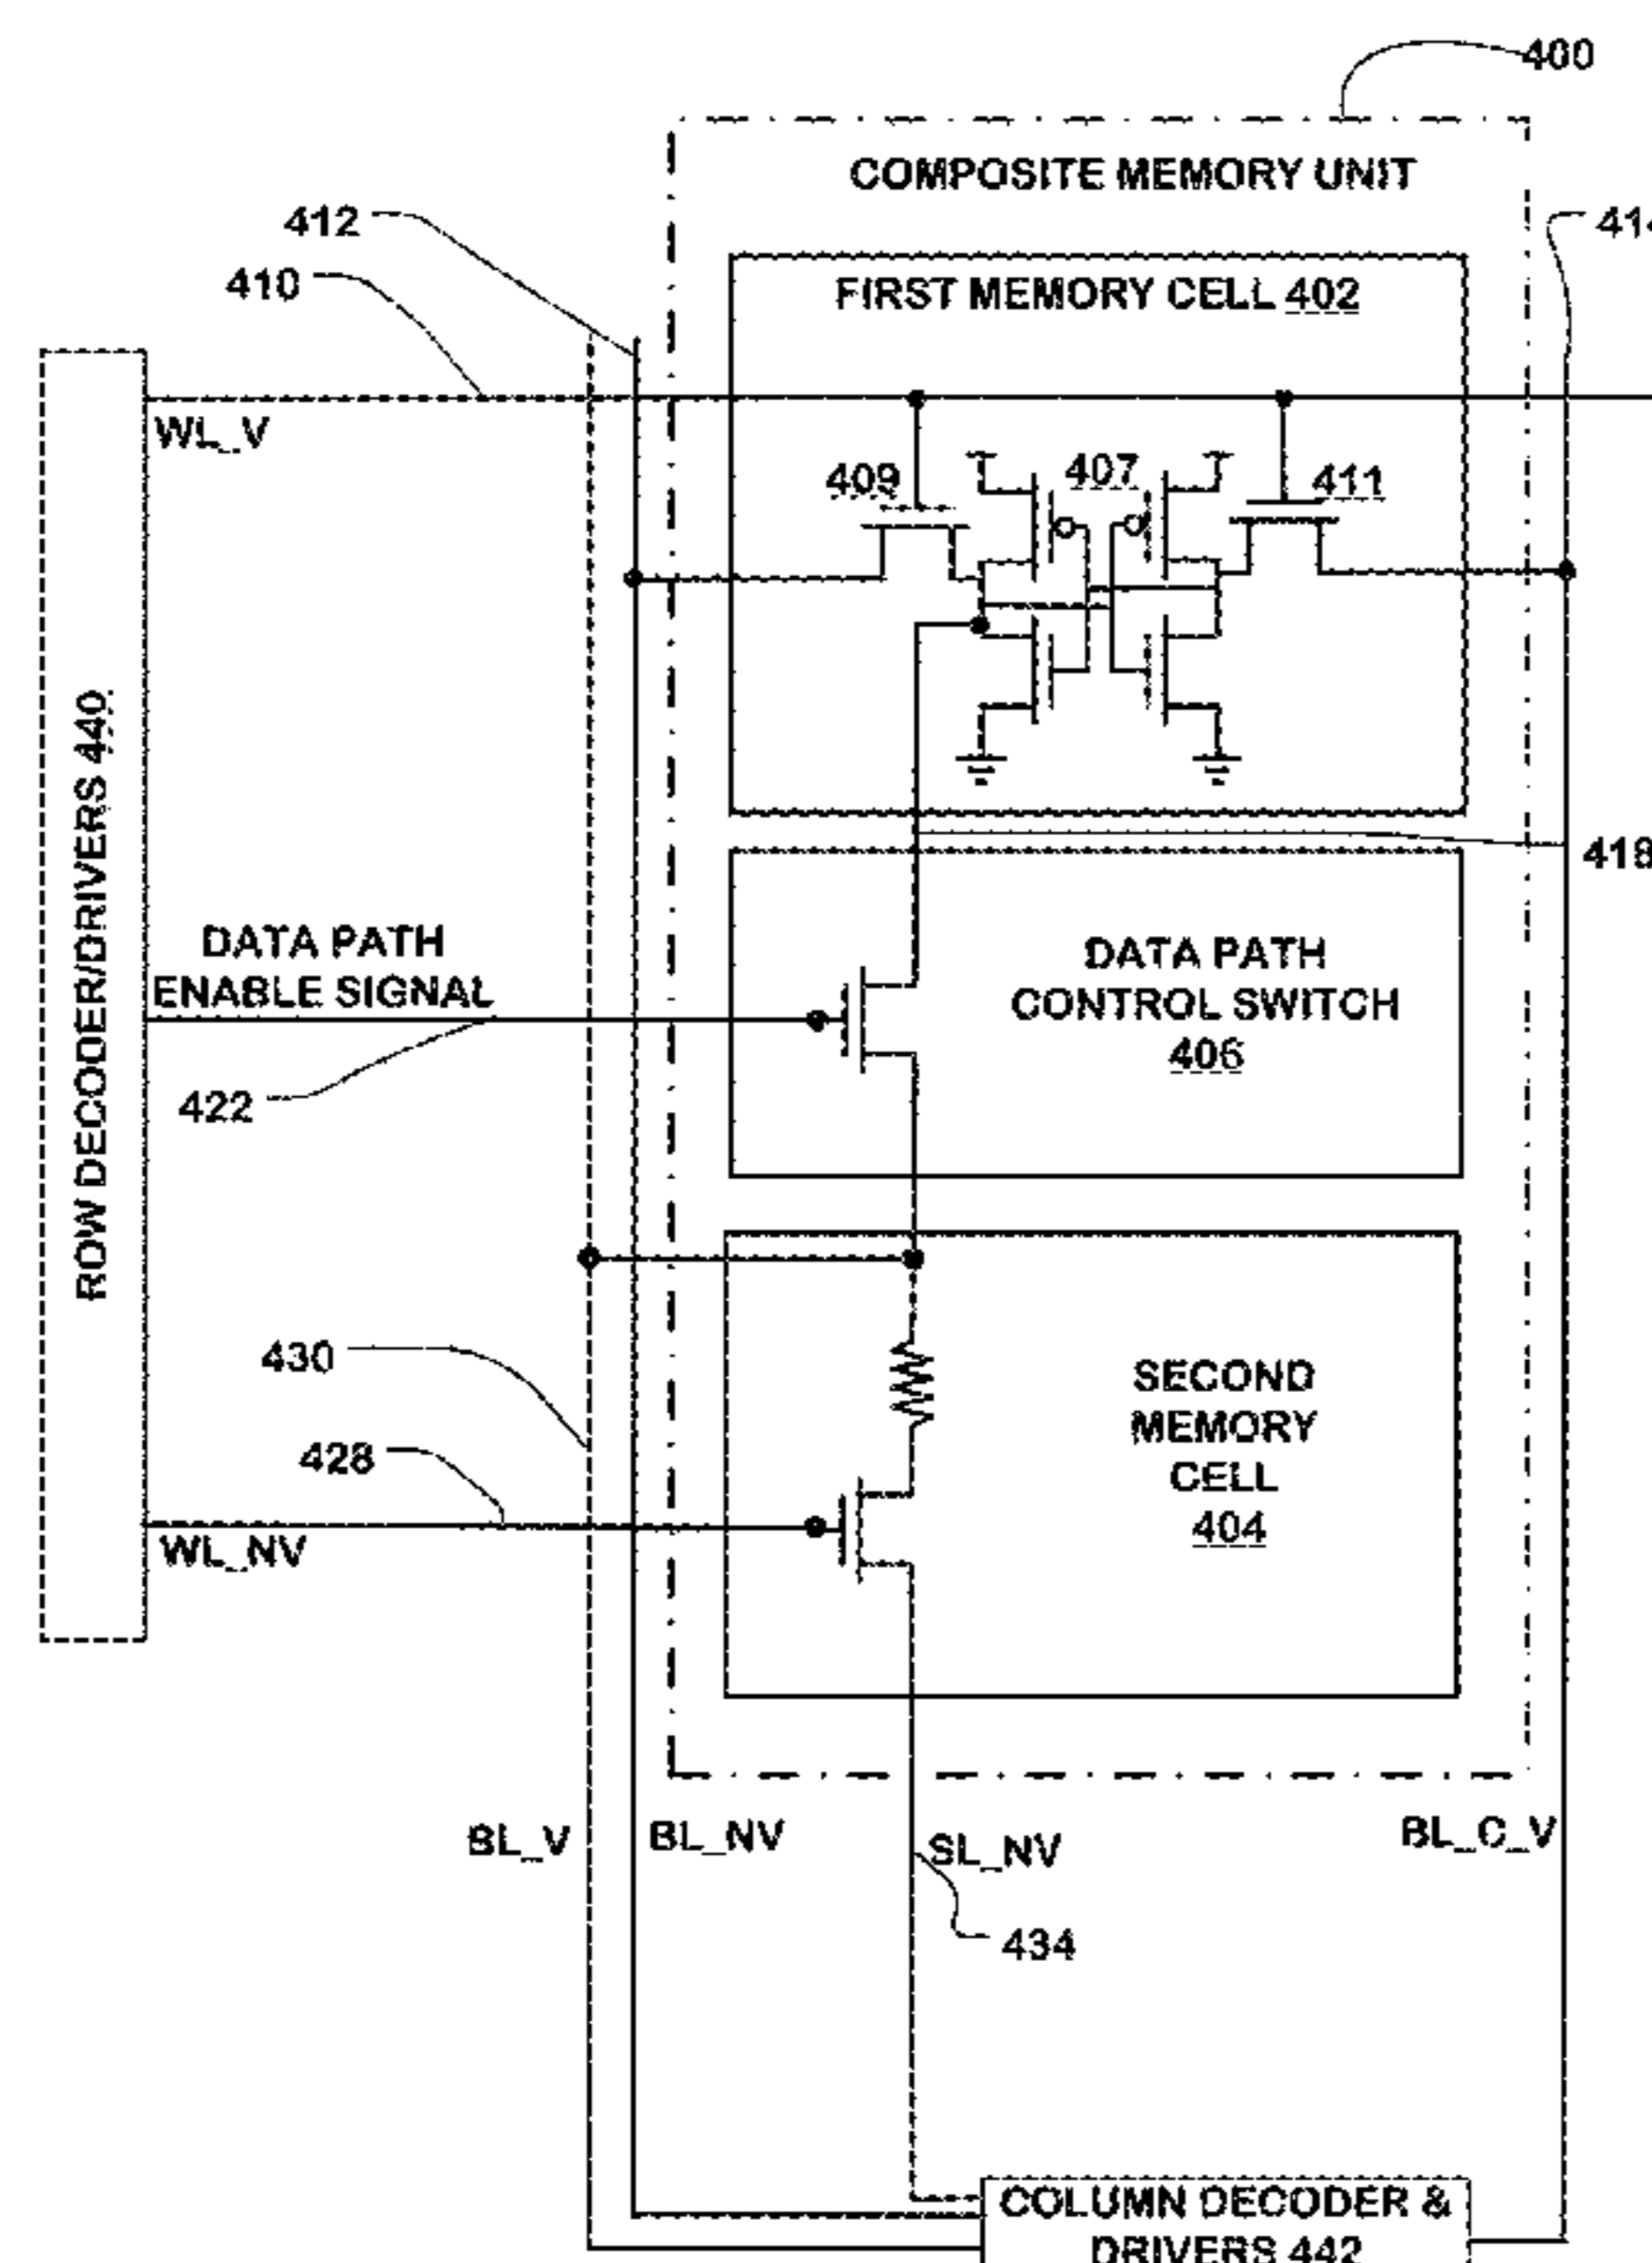 400
COMPOSITE MEMORY UNIT
412
410
FIRST MEMORY CELL 402
WL_V
409
407
411
418
DATA PATH
ENABLE SIGNAL
422
DATA PATH
CONTROL SWITCH
406
ROW DECODER/DRIVERS 440
430
428
WL_NV
SECOND
MEMORY
CELL
404
BL_V
BL_NV
SL_NV
BL_C_V
434
COLUMN DECODER &
DRIVERS 442